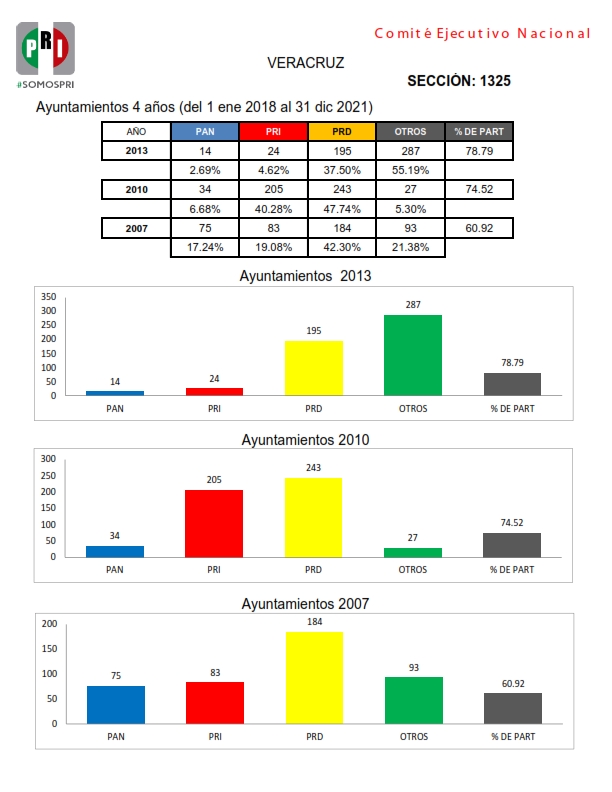 Comité Ejecutivo Nacional
PRI
#SOMOSPRI
VERACRUZ
SECCIÓN: 1325
Ayuntamientos 4 años (del 1 ene 2018 al 31 dic 2021)
AÑO PAN PRI PRD OTROS % DE PART
2013 14 24 195 287 78.79
2.69% 4.62% 37.50% 55.19%
2010 34 205 243 27 74.52
6.68% 40.28% 47.74% 5.30%
2007 75 83 184 93 60.92
17.24% 19.08% 42.30% 21.38%
Ayuntamientos 2013
350
300
250
200
150
100
50
0
14 24 195 287 78.79
PAN PRI PRD OTROS % DE PART
Ayuntamientos 2010
300
250
200
150
100
50
0
34 205 243 27 74.52
PAN PRI PRD OTROS % DE PART
Ayuntamientos 2007
200
150
100
50
0
75 83 184 93 60.92
PAN PRI PRD OTROS % DE PART